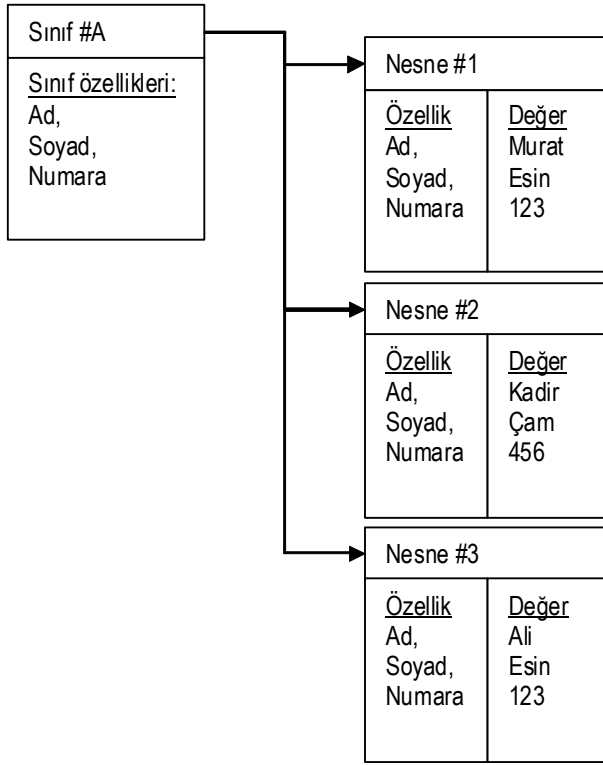 Sınıf #A
Sınıf özellikleri:
Ad,
Soyad,
Numara
Nesne #1
Özellik Değer
Ad, Murat
Soyad, Esin
Numara 123
Nesne #2
Özellik Değer
Ad, Kadir
Soyad, Çam
Numara 456
Nesne #3
Özellik Değer
Ad, Ali
Soyad, Esin
Numara 123